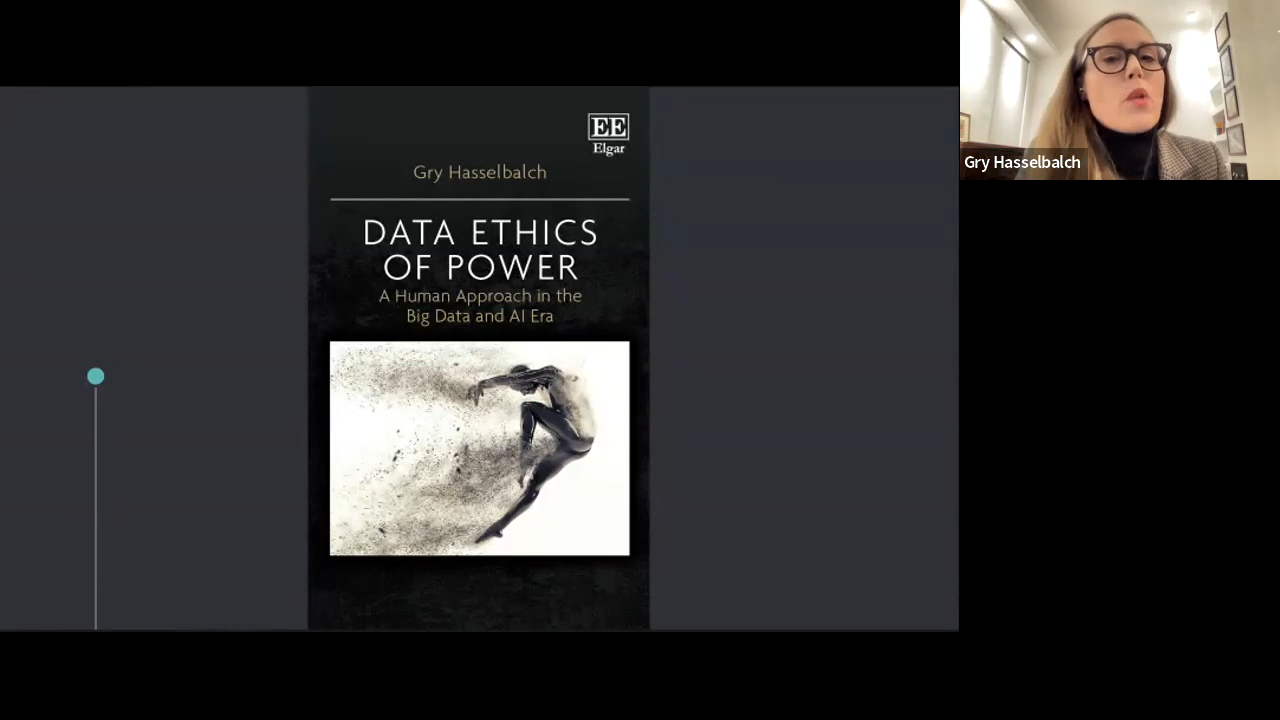 EE
Elgar
Gry Hasselbalch
DATA ETHICS
OF POWER
A Human Approach in the
Big Data and AI Era
Gry Hasselbalch